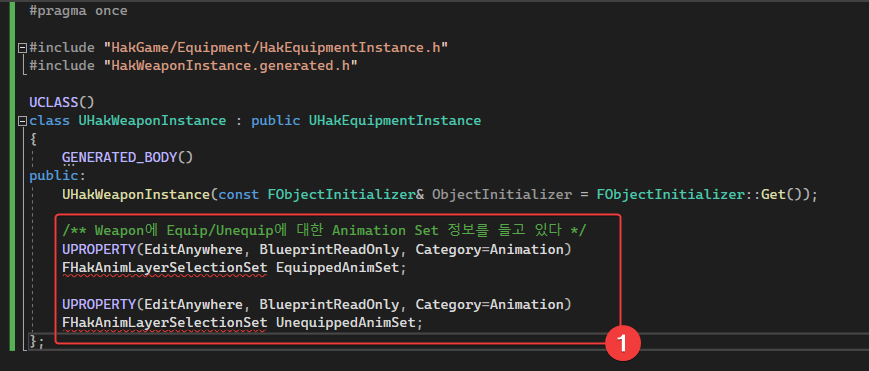 #pragma once
#include "HakGame/Equipment/HakEquipmentInstance.h"
#include "HakWeaponInstance.generated.h"
UCLASS()
class UHakWeaponInstance : public UHakEquipmentInstance
{
GENERATED_BODY()
public:
UHakWeaponInstance(const FObjectInitializer& ObjectInitializer = FObjectInitializer::Get());
/** Weapon에 Equip/Unequip에 대한 Animation Set 정보를 들고 있다 */
UPROPERTY(EditAnywhere, BlueprintReadOnly, Category=Animation)
FHakAnimLayerSelectionSet EquippedAnimSet;
UPROPERTY(EditAnywhere, BlueprintReadOnly, Category=Animation)
FHakAnimLayerSelectionSet UnequippedAnimSet;
};
1